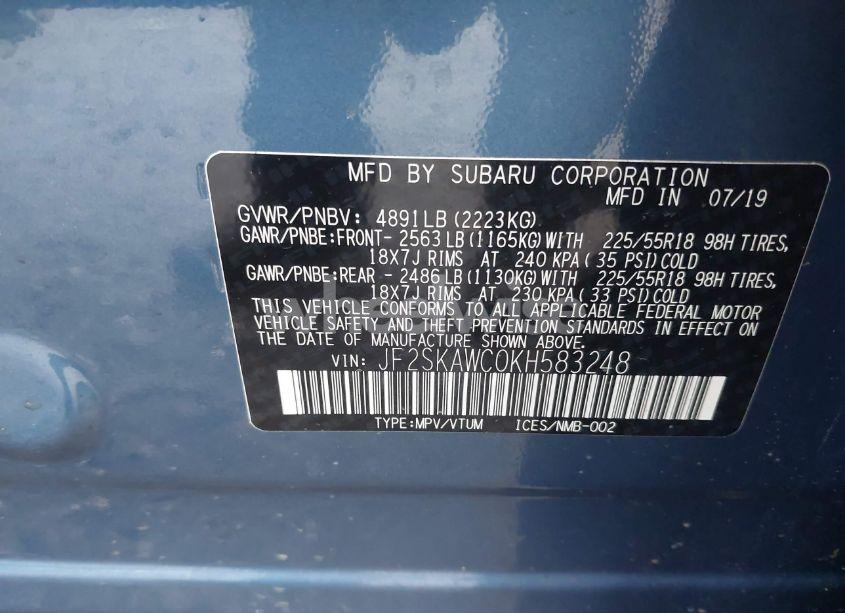 MFD BY SUBARU CORPORATION
MFD IN 07/19
GVWR/PNBV: 4891LB (2223KG)
GAWR/PNBE:FRONT- 2563 LB (1165KG) WITH 225/55R18 98H TIRES,
18X7J RIMS AT 240 KPA ( 35 PSI) COLD
GAWR/PNBE:REAR - 2486 LB (1130KG) WITH 225/55R18 98H TIRES,
18X7J RIMS AT 230 KPA ( 33 PSI) COLD
THIS VEHICLE CONFORMS TO ALL APPLICABLE FEDERAL MOTOR
VEHICLE SAFETY AND THEFT PREVENTION STANDARDS IN EFFECT ON
THE DATE OF MANUFACTURE SHOWN ABOVE.
VIN: JF2SKAWC0KH583248
TYPE:MPV/VTUM ICES/NMB-002